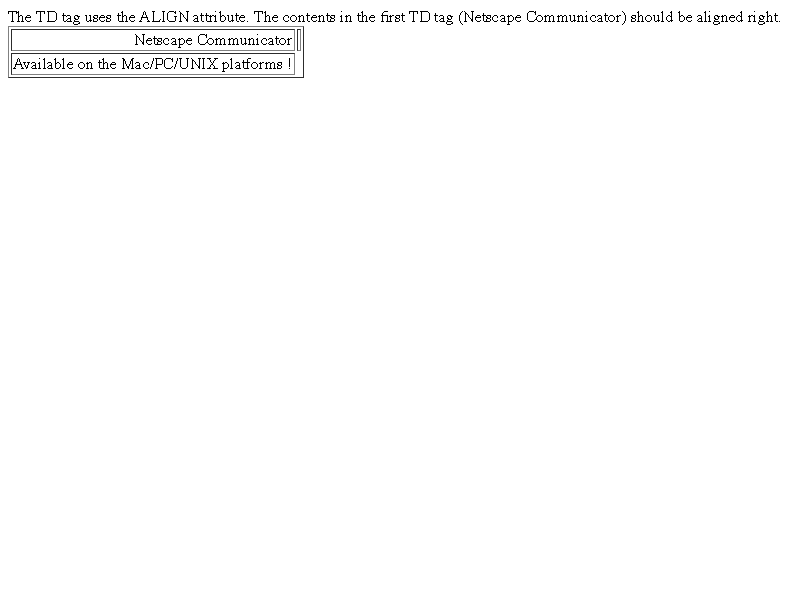 The TD tag uses the ALIGN attribute. The contents in the first TD tag (Netscape Communicator) should be aligned right.
Netscape Communicator
Available on the Mac/PC/UNIX platforms !